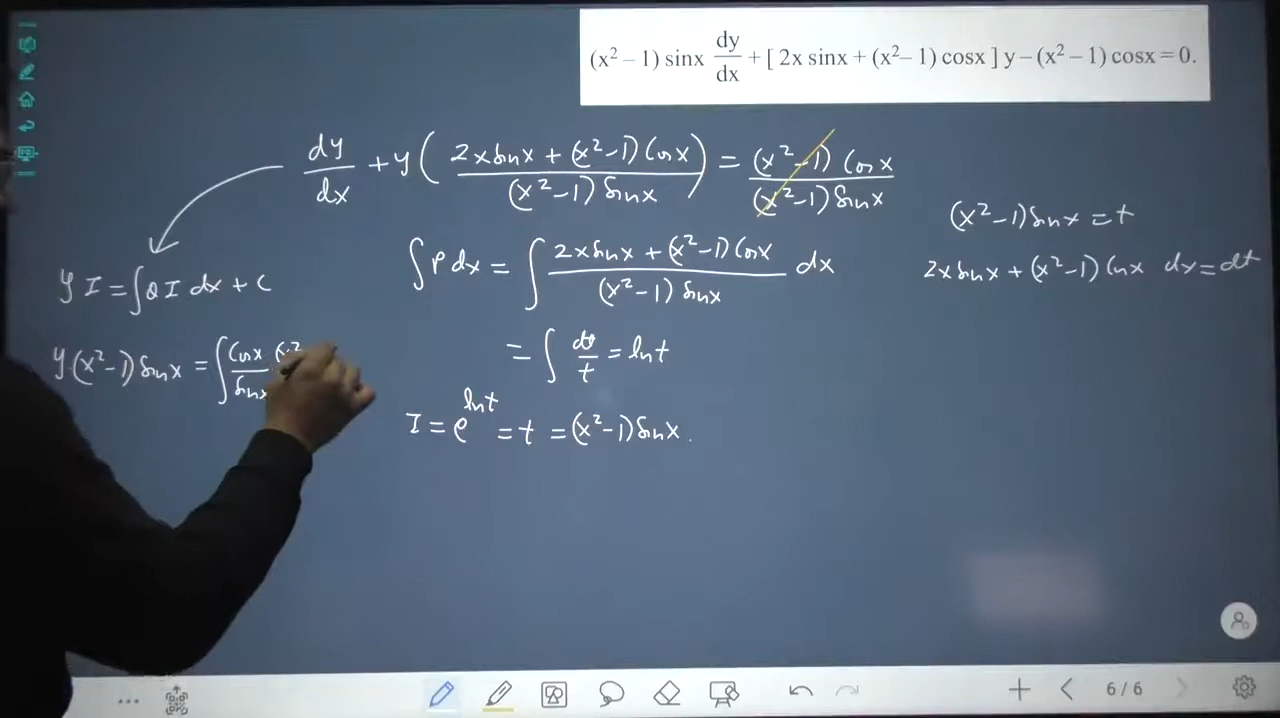 (x² – 1) sinx dy/dx + [ 2x sinx + (x² – 1) cosx ] y – (x² – 1) cosx = 0.
dy/dx + y ( 2x sinx + (x²-1) Cosx / (x²-1) Sinx ) = (x²-1) Cosx / (x²-1) Sinx
(x²-1) sinx = t
∫ P dx = ∫ 2x sinx + (x²-1) Cosx / (x²-1) Sinx dx
2x sinx + (x²-1) Cosx dx = dt
y I = ∫ Q I dx + C
= ∫ dt/t = ln t
y (x²-1) Sinx = ∫ Cosx / Sinx (x²
I = e^{ln t} = t = (x²-1) Sinx.
6 / 6